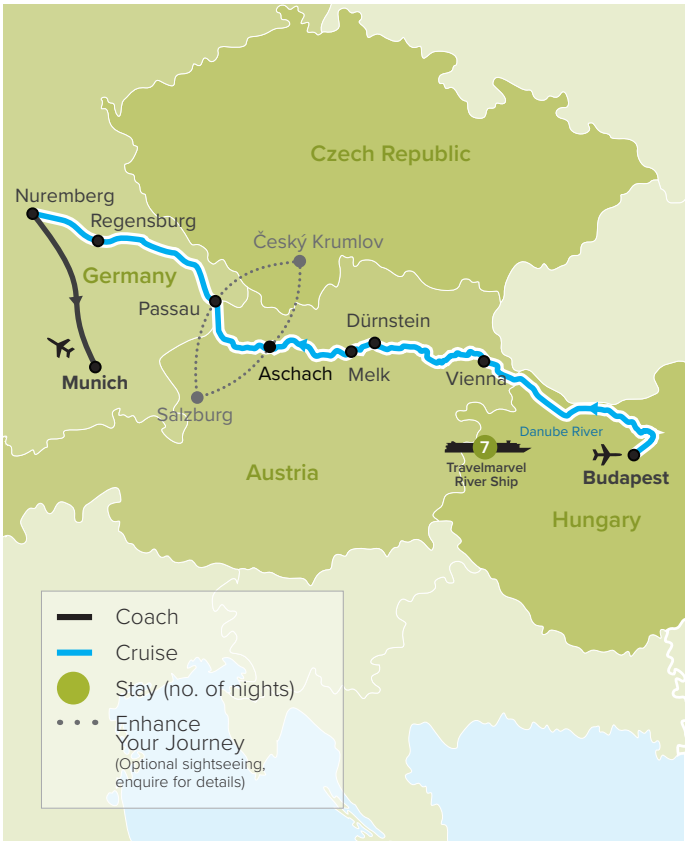 Czech Republic
Nuremberg
Regensburg
Český Krumlov
Germany
Passau
Dürnstein
Munich
Aschach
Melk
Vienna
Salzburg
Danube River
7
Travelmarvel
River Ship
Budapest
Austria
Hungary
Coach
Cruise
Stay (no. of nights)
Enhance
Your Journey
(Optional sightseeing,
enquire for details)